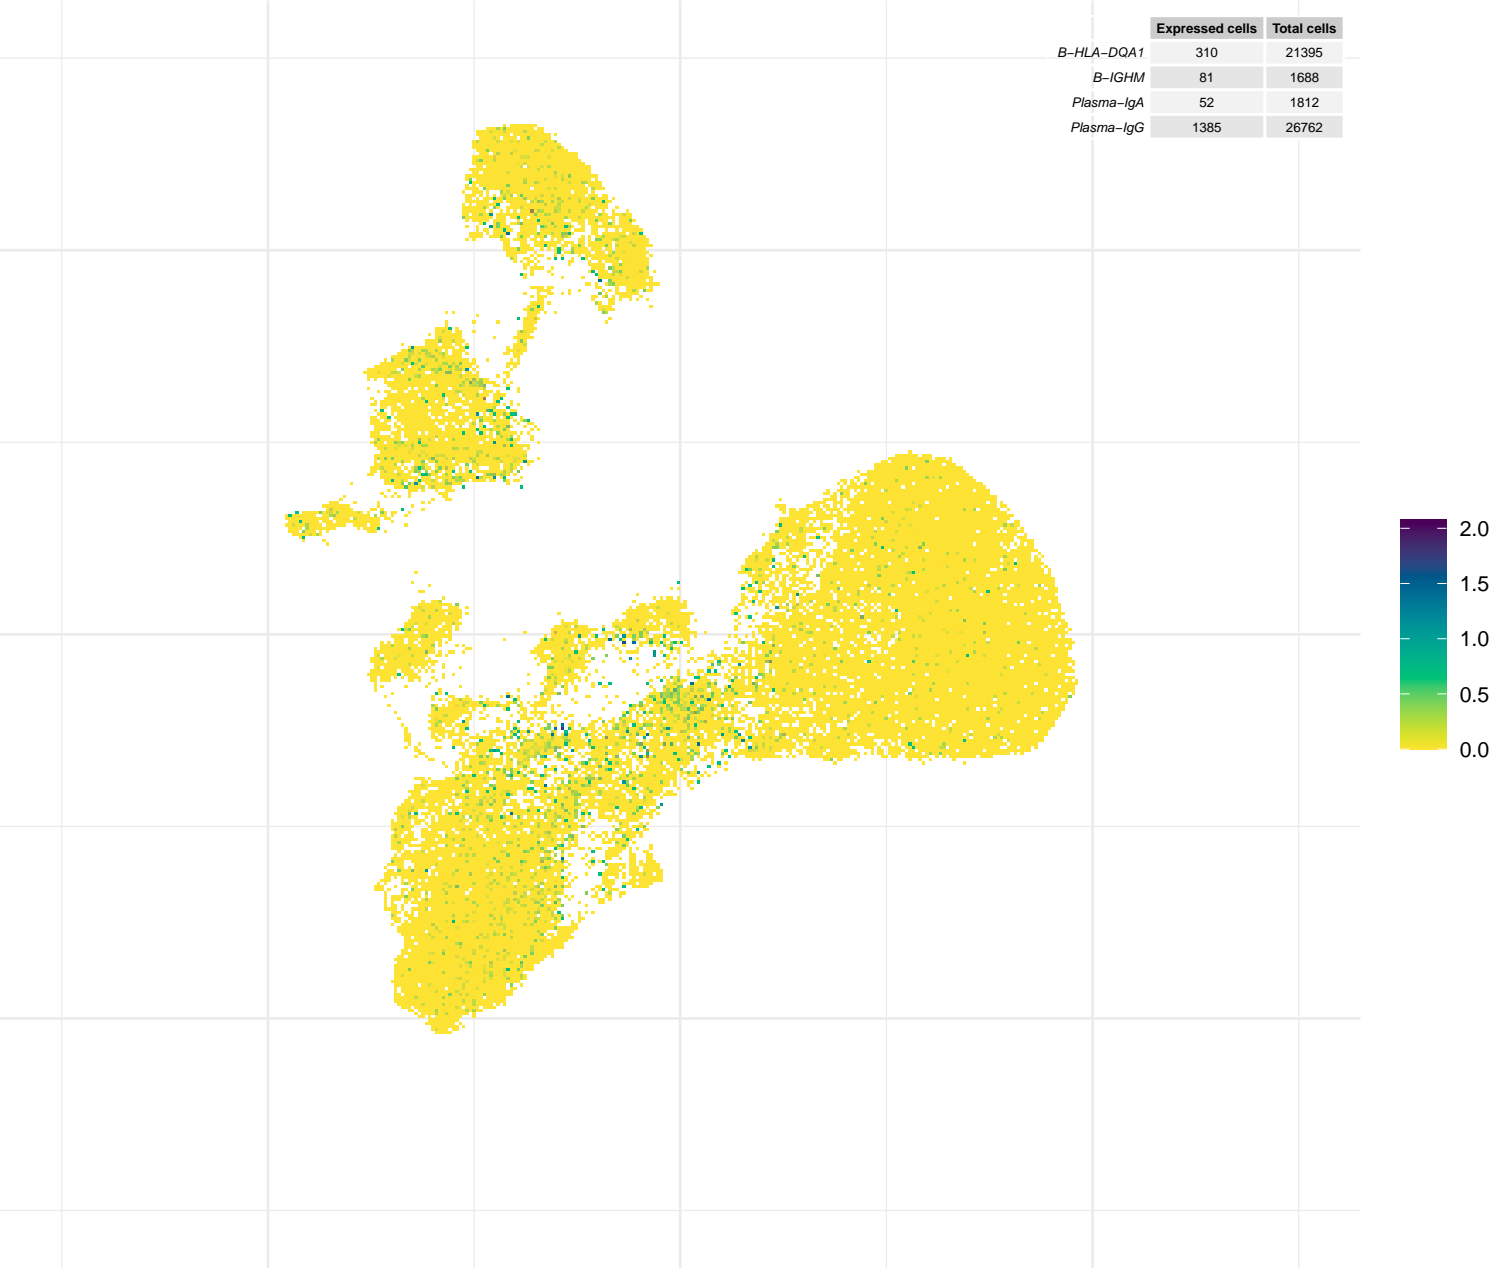 Expressed cells Total cells
B−HLA−DQA1 310 21395
B−IGHM 81 1688
Plasma−IgA 52 1812
Plasma−IgG 1385 26762
2.0
1.5
1.0
0.5
0.0